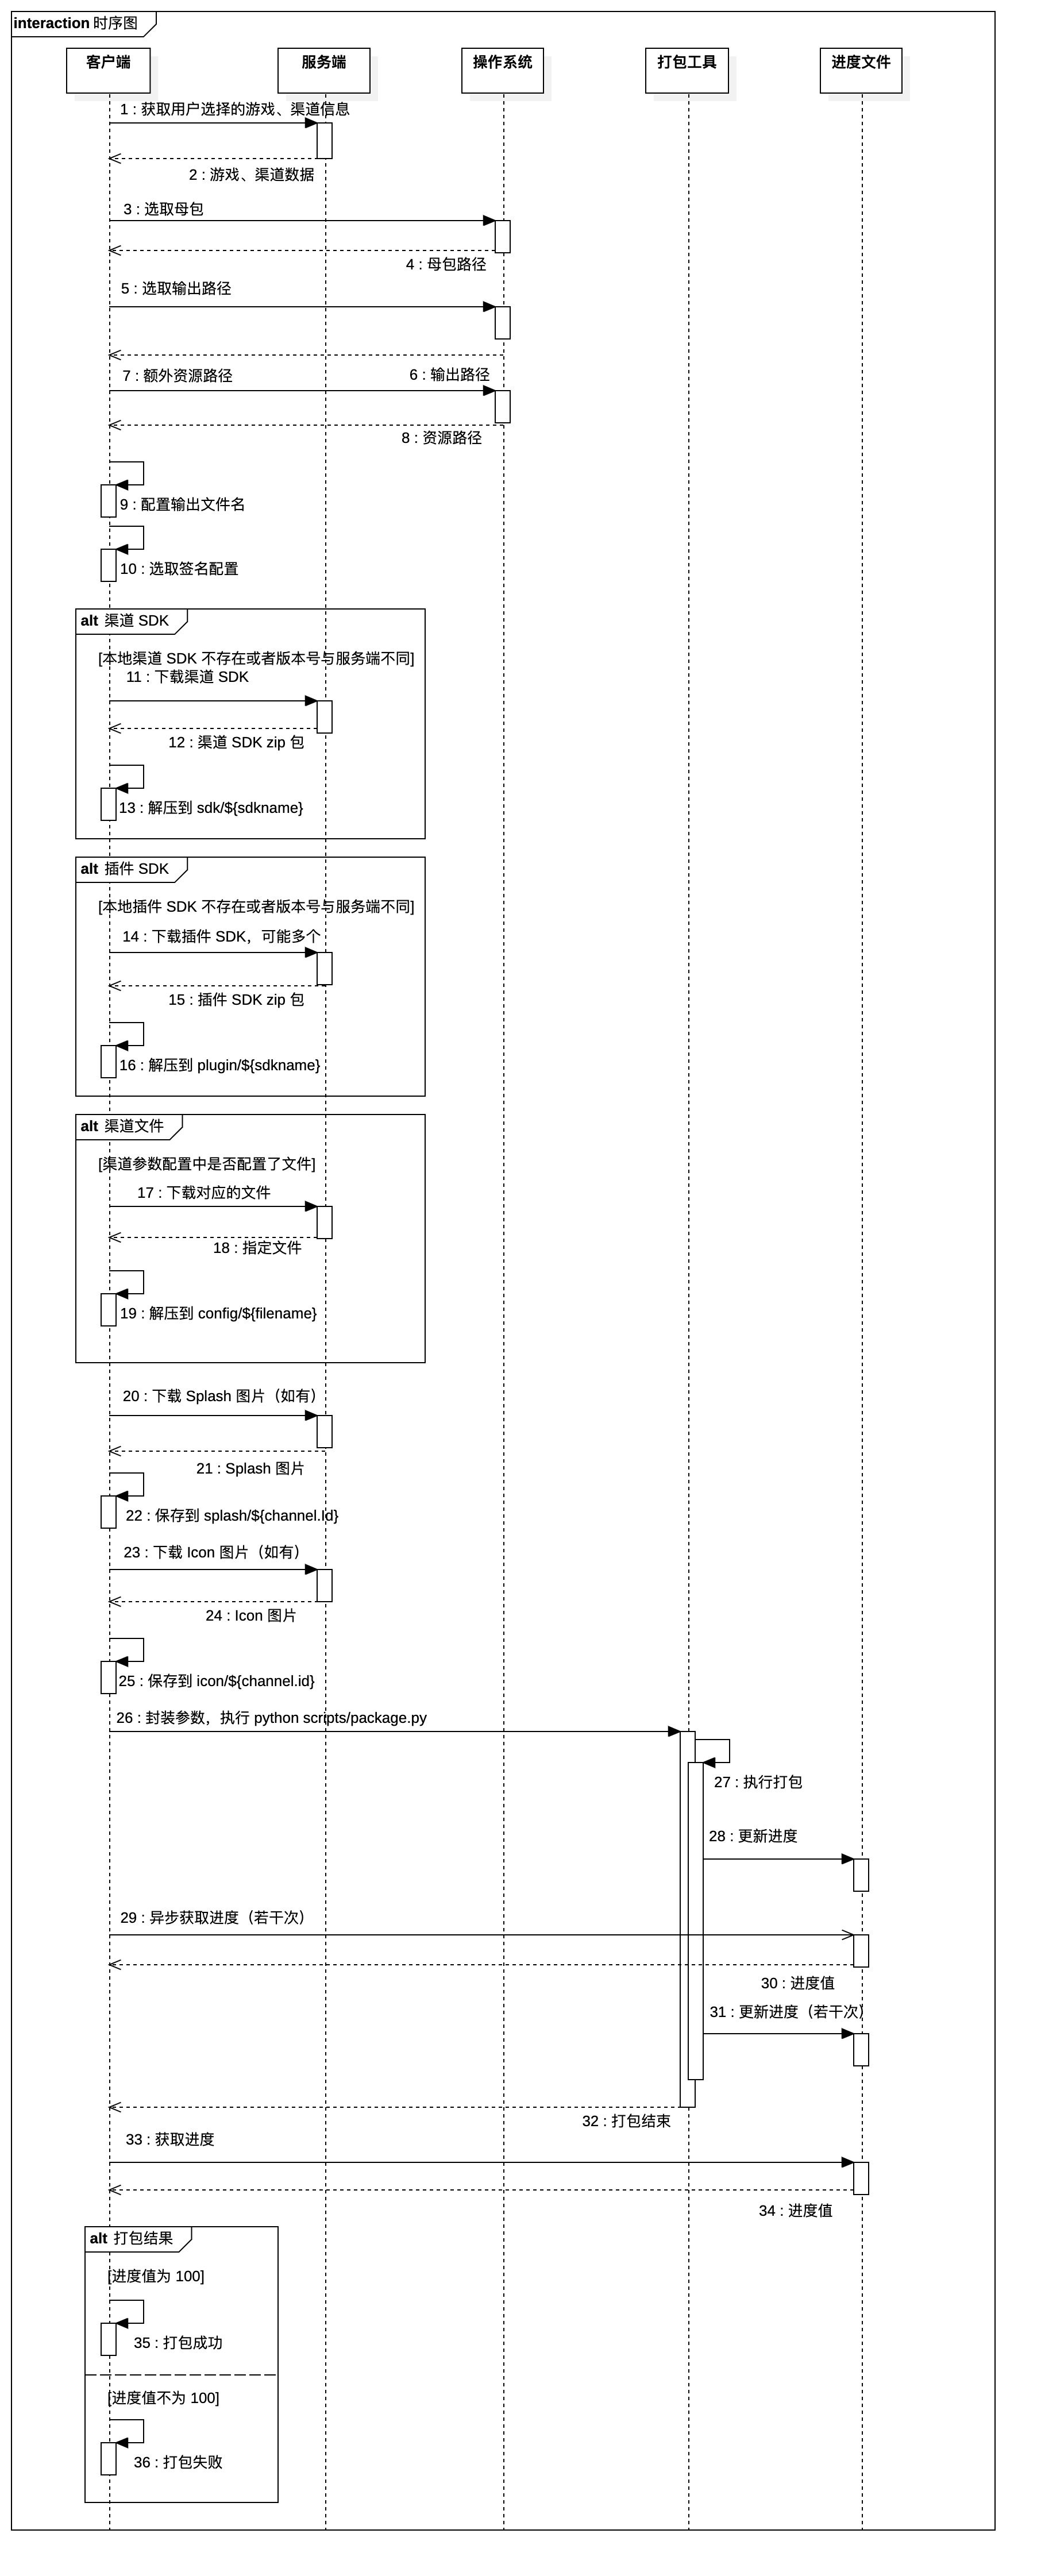 interaction 时序图
客户端
服务端
操作系统
打包工具
进度文件
1 : 获取用户选择的游戏、渠道信息
2 : 游戏、渠道数据
3 : 选取母包
4 : 母包路径
5 : 选取输出路径
6 : 输出路径
7 : 额外资源路径
8 : 资源路径
9 : 配置输出文件名
10 : 选取签名配置
alt 渠道 SDK
[本地渠道 SDK 不存在或者版本号与服务端不同]
11 : 下载渠道 SDK
12 : 渠道 SDK zip 包
13 : 解压到 sdk/${sdkname}
alt 插件 SDK
[本地插件 SDK 不存在或者版本号与服务端不同]
14 : 下载插件 SDK，可能多个
15 : 插件 SDK zip 包
16 : 解压到 plugin/${sdkname}
alt 渠道文件
[渠道参数配置中是否配置了文件]
17 : 下载对应的文件
18 : 指定文件
19 : 解压到 config/${filename}
20 : 下载 Splash 图片（如有）
21 : Splash 图片
22 : 保存到 splash/${channel.Id}
23 : 下载 Icon 图片（如有）
24 : Icon 图片
25 : 保存到 icon/${channel.id}
26 : 封装参数，执行 python scripts/package.py
27 : 执行打包
28 : 更新进度
29 : 异步获取进度（若干次）
30 : 进度值
31 : 更新进度（若干次）
32 : 打包结束
33 : 获取进度
34 : 进度值
alt 打包结果
[进度值为 100]
35 : 打包成功
[进度值不为 100]
36 : 打包失败